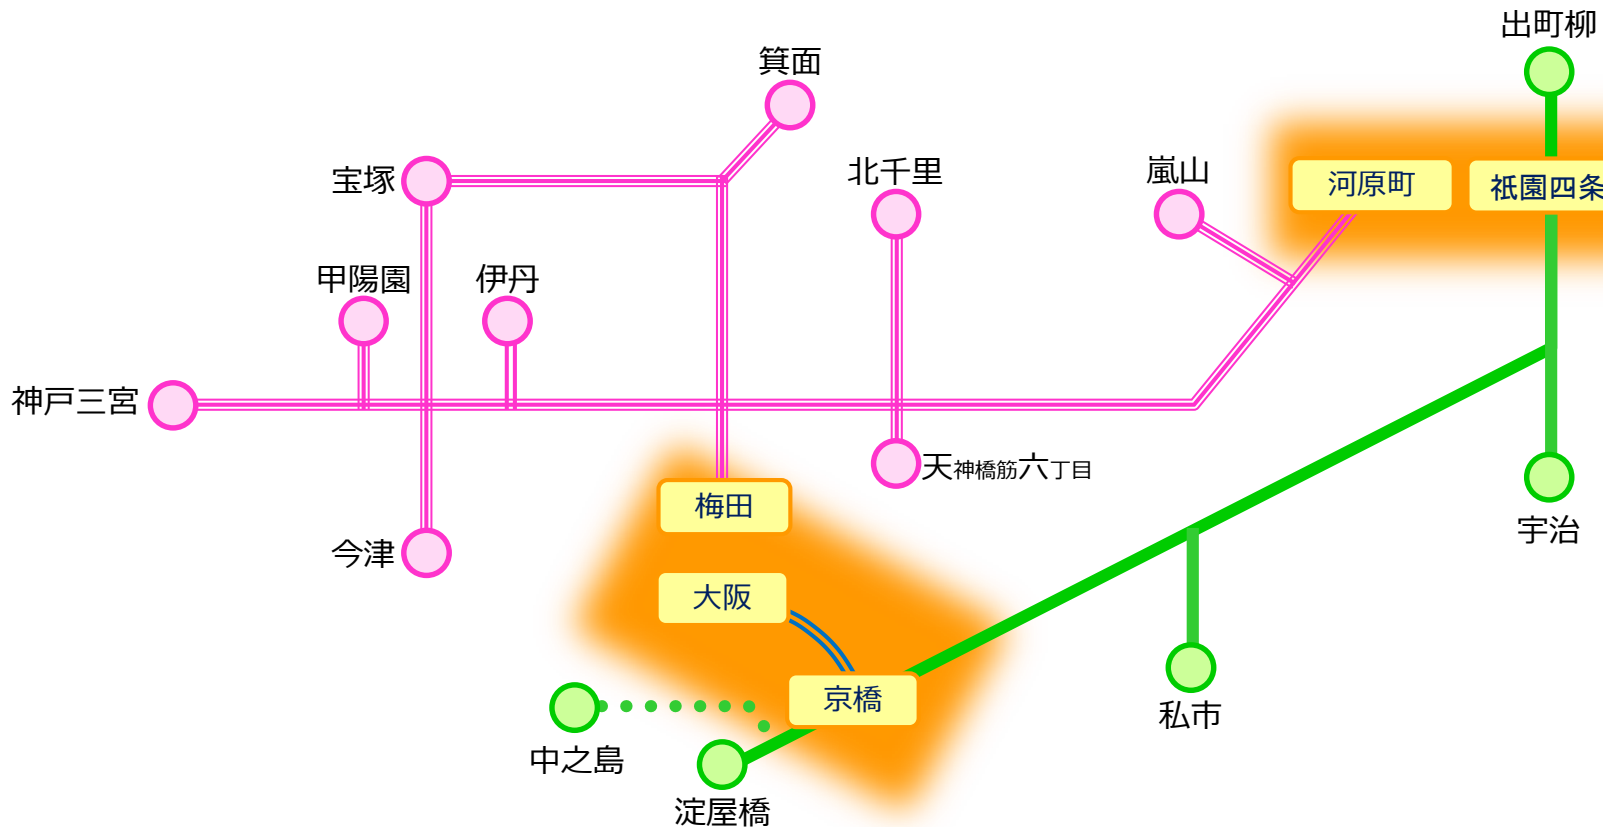 出町柳
箕面
宝塚
北千里
嵐山
河原町
祇園四条
甲陽園
伊丹
神戸三宮
天神橋筋六丁目
梅田
宇治
今津
大阪
京橋
私市
中之島
淀屋橋